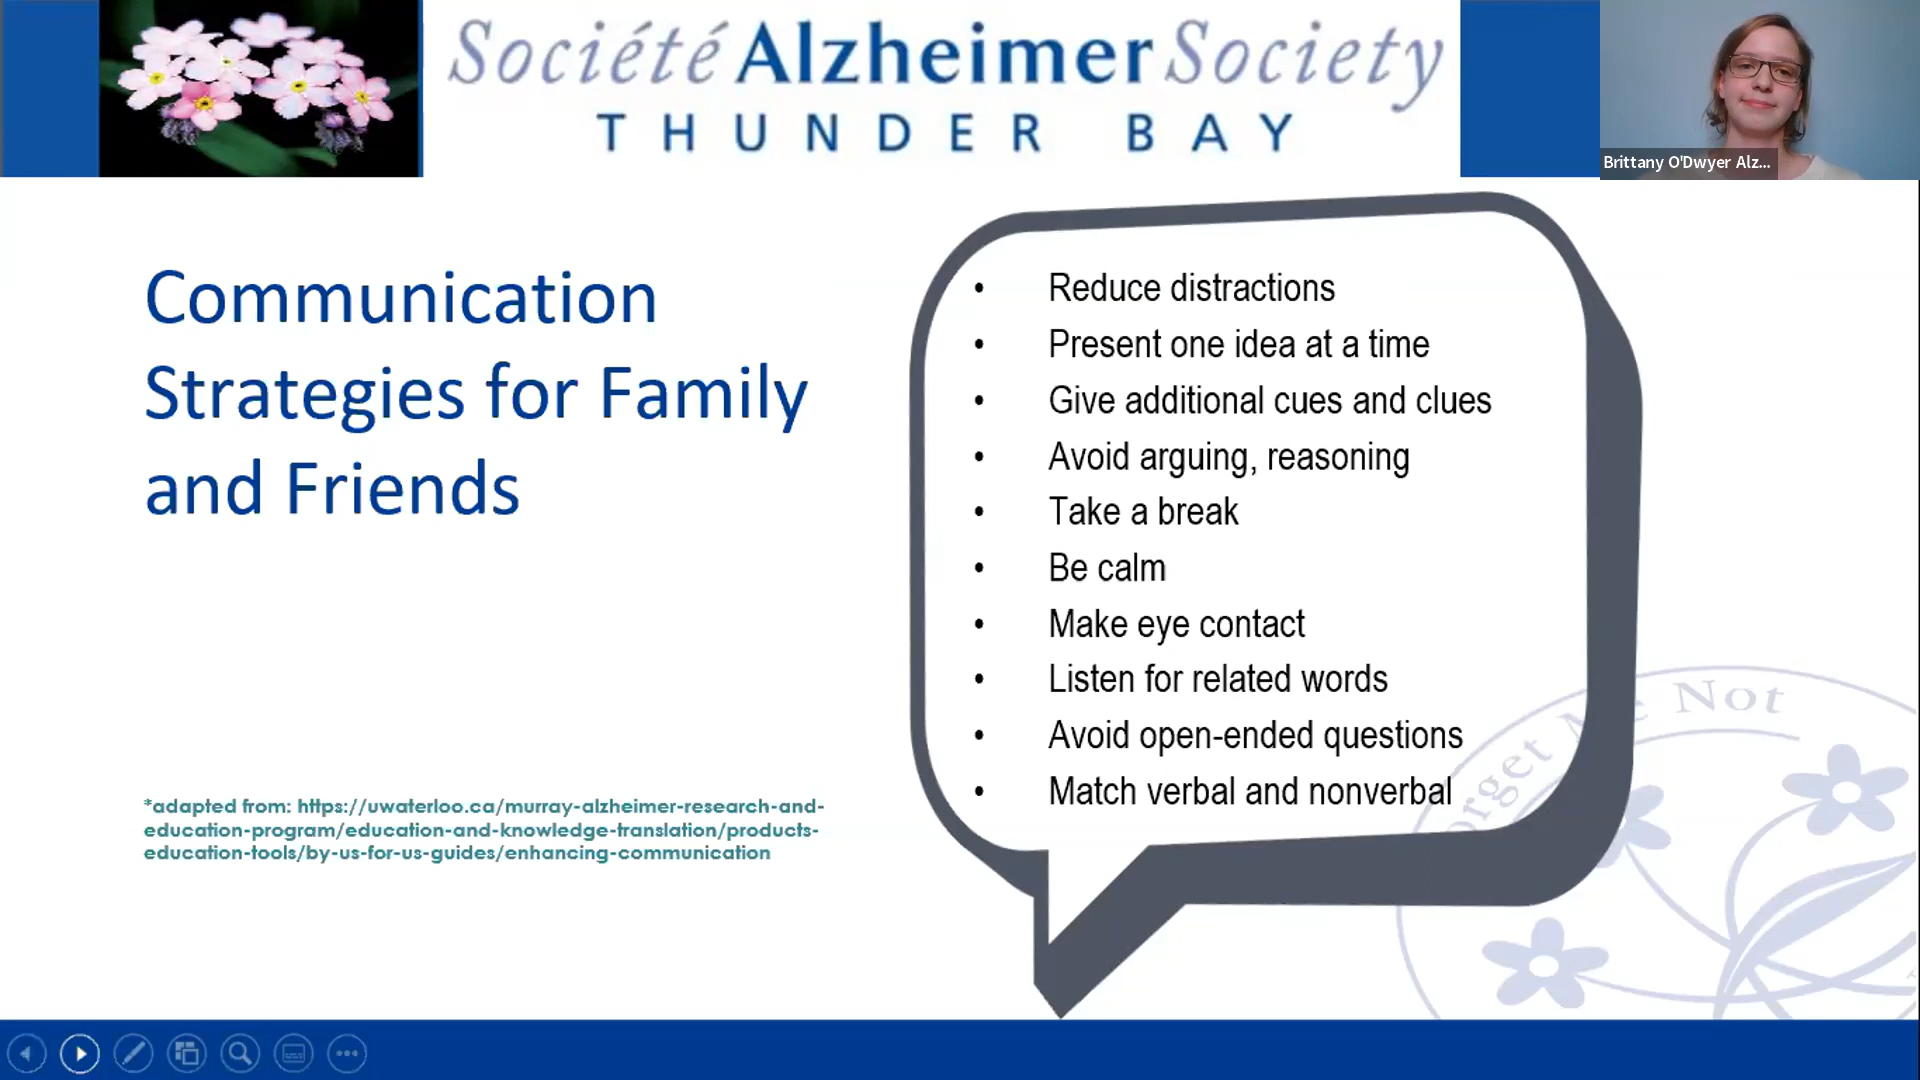 Société Alzheimer Society
THUNDER BAY
Brittany O'Dwyer Alz...
Communication
Strategies for Family
and Friends
• Reduce distractions
• Present one idea at a time
• Give additional cues and clues
• Avoid arguing, reasoning
• Take a break
• Be calm
• Make eye contact
• Listen for related words
• Avoid open-ended questions
• Match verbal and nonverbal
*adapted from: https://uwaterloo.ca/murray-alzheimer-research-and-
education-program/education-and-knowledge-translation/products-
education-tools/by-us-for-us-guides/enhancing-communication
orget Me Not